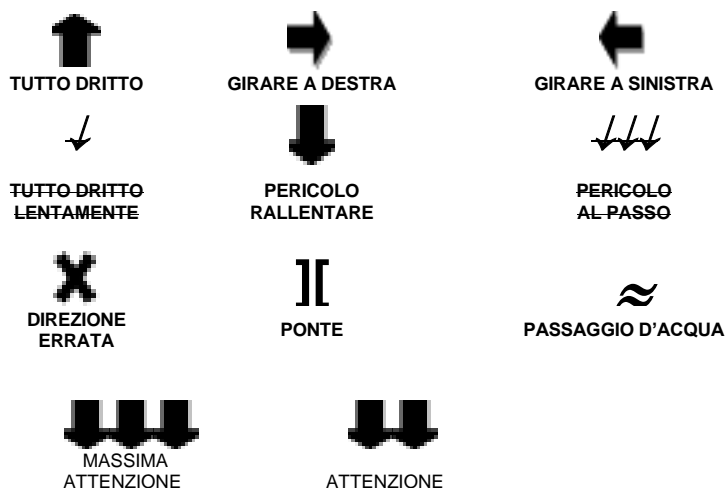 TUTTO DRITTO
GIRARE A DESTRA
GIRARE A SINISTRA
TUTTO DRITTO
LENTAMENTE
PERICOLO
RALLENTARE
PERICOLO
AL PASSO
][
≈
DIREZIONE
ERRATA
PONTE
PASSAGGIO D'ACQUA
MASSIMA
ATTENZIONE
ATTENZIONE